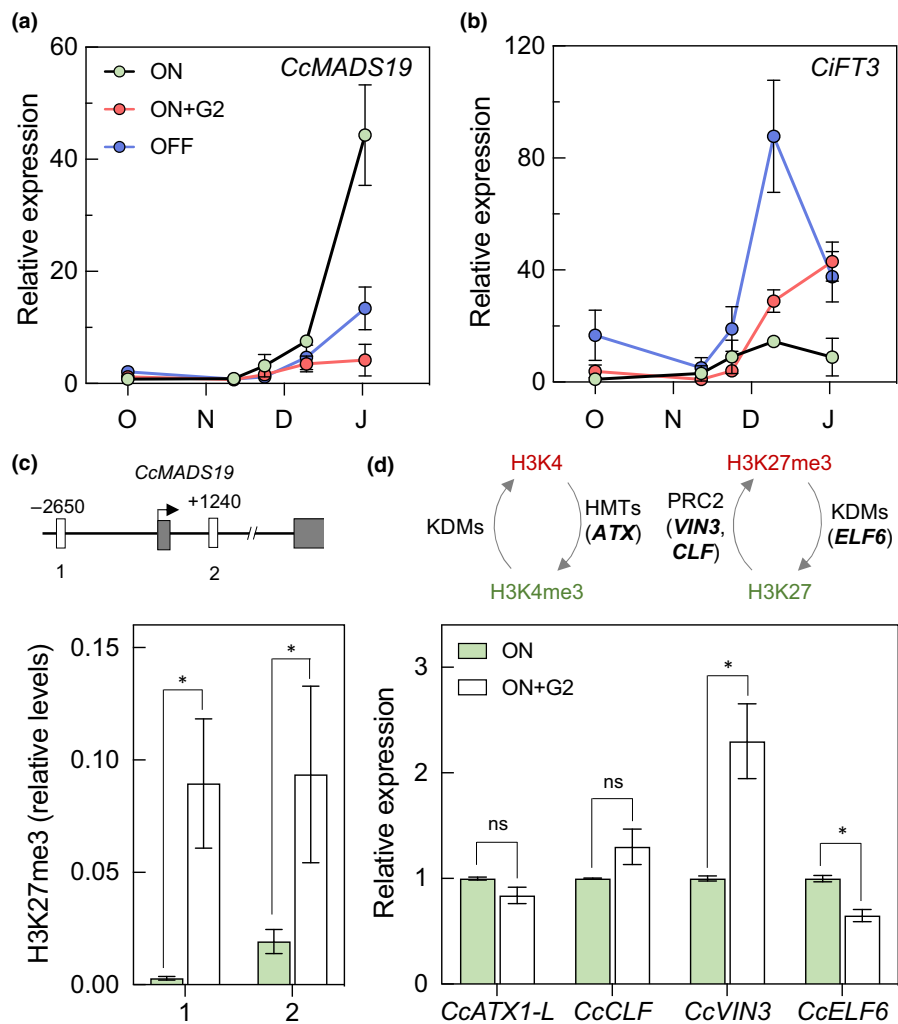 (a)
60
40
20
0
Relative expression
CcMADS19
ON
ON+G2
OFF
O N D J
(b)
120
80
40
0
Relative expression
CiFT3
O N D J
(c)
CcMADS19
−2650
+1240
1
2
0.15
0.10
0.05
0.00
H3K27me3 (relative levels)
*
*
1 2
(d)
H3K4
KDMs
HMTs
(ATX)
H3K4me3
H3K27me3
PRC2
(VIN3,
CLF)
KDMs
(ELF6)
H3K27
3
2
1
0
Relative expression
ON
ON+G2
ns
ns
*
*
CcATX1-L CcCLF CcVIN3 CcELF6